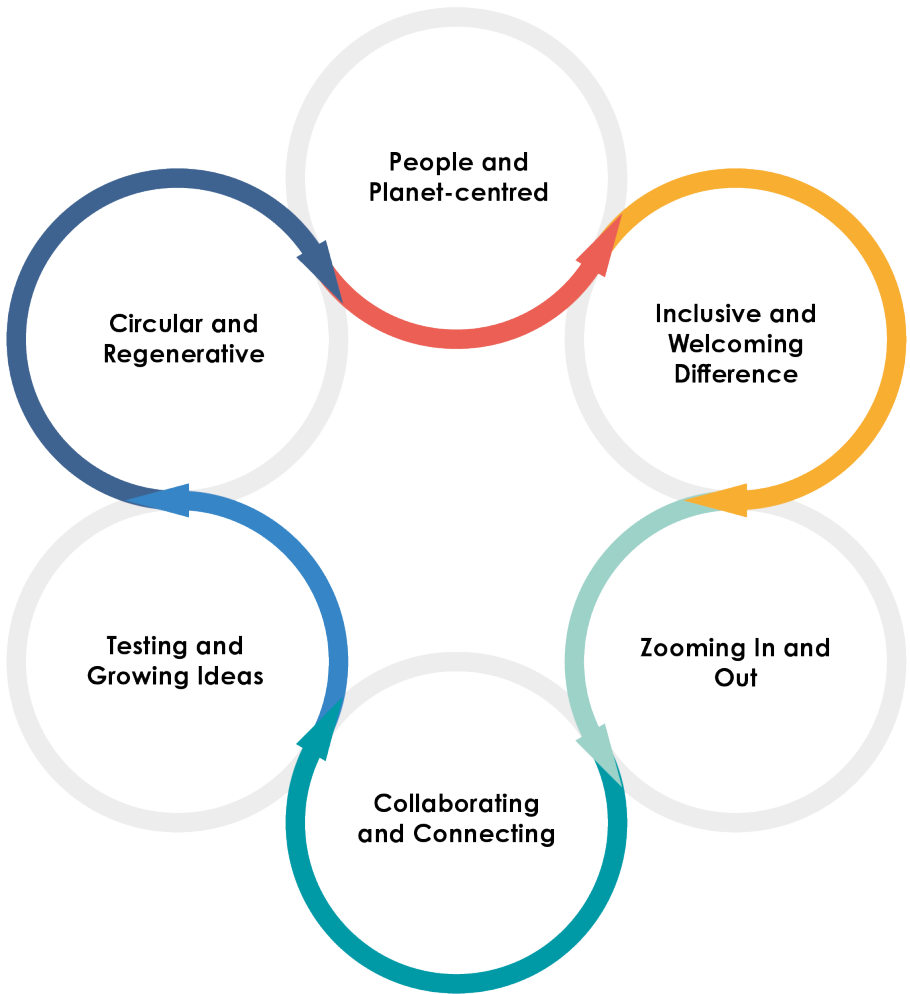 People and
Planet-centred
Inclusive and
Welcoming
Difference
Zooming In and
Out
Collaborating
and Connecting
Testing and
Growing Ideas
Circular and
Regenerative